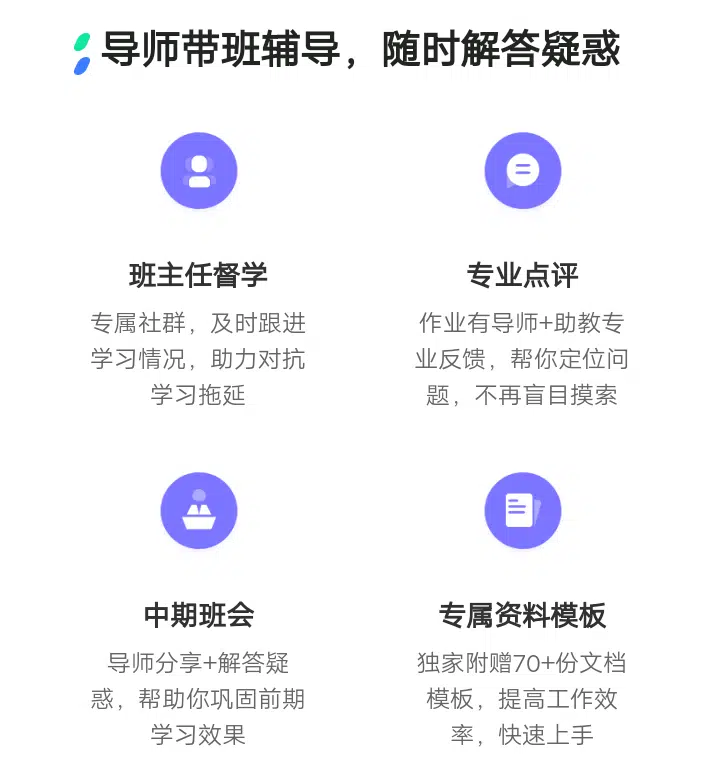 导师带班辅导，随时解答疑惑
班主任督学
专属社群，及时跟进
学习情况，助力对抗
学习拖延
专业点评
作业有导师+助教专
业反馈，帮你定位问
题，不再盲目摸索
中期班会
导师分享+解答疑
惑，帮助你巩固前期
学习效果
专属资料模板
独家附赠70+份文档
模板，提高工作效
率，快速上手